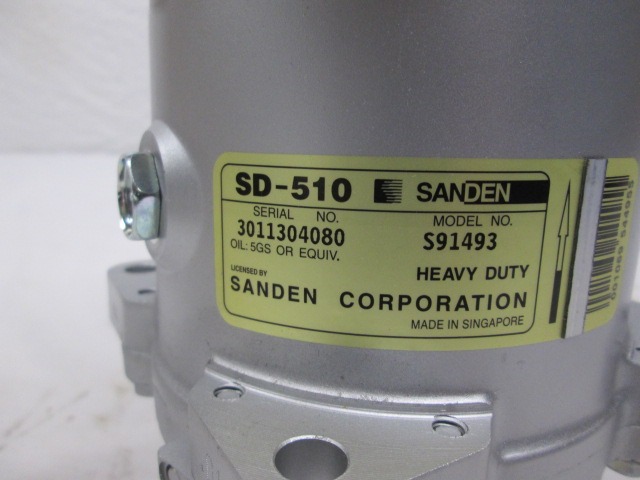 SD-510 SANDEN
SERIAL NO. MODEL NO.
3011304080 S91493
OIL: 5GS OR EQUIV.
HEAVY DUTY
LICENSED BY
SANDEN CORPORATION
MADE IN SINGAPORE